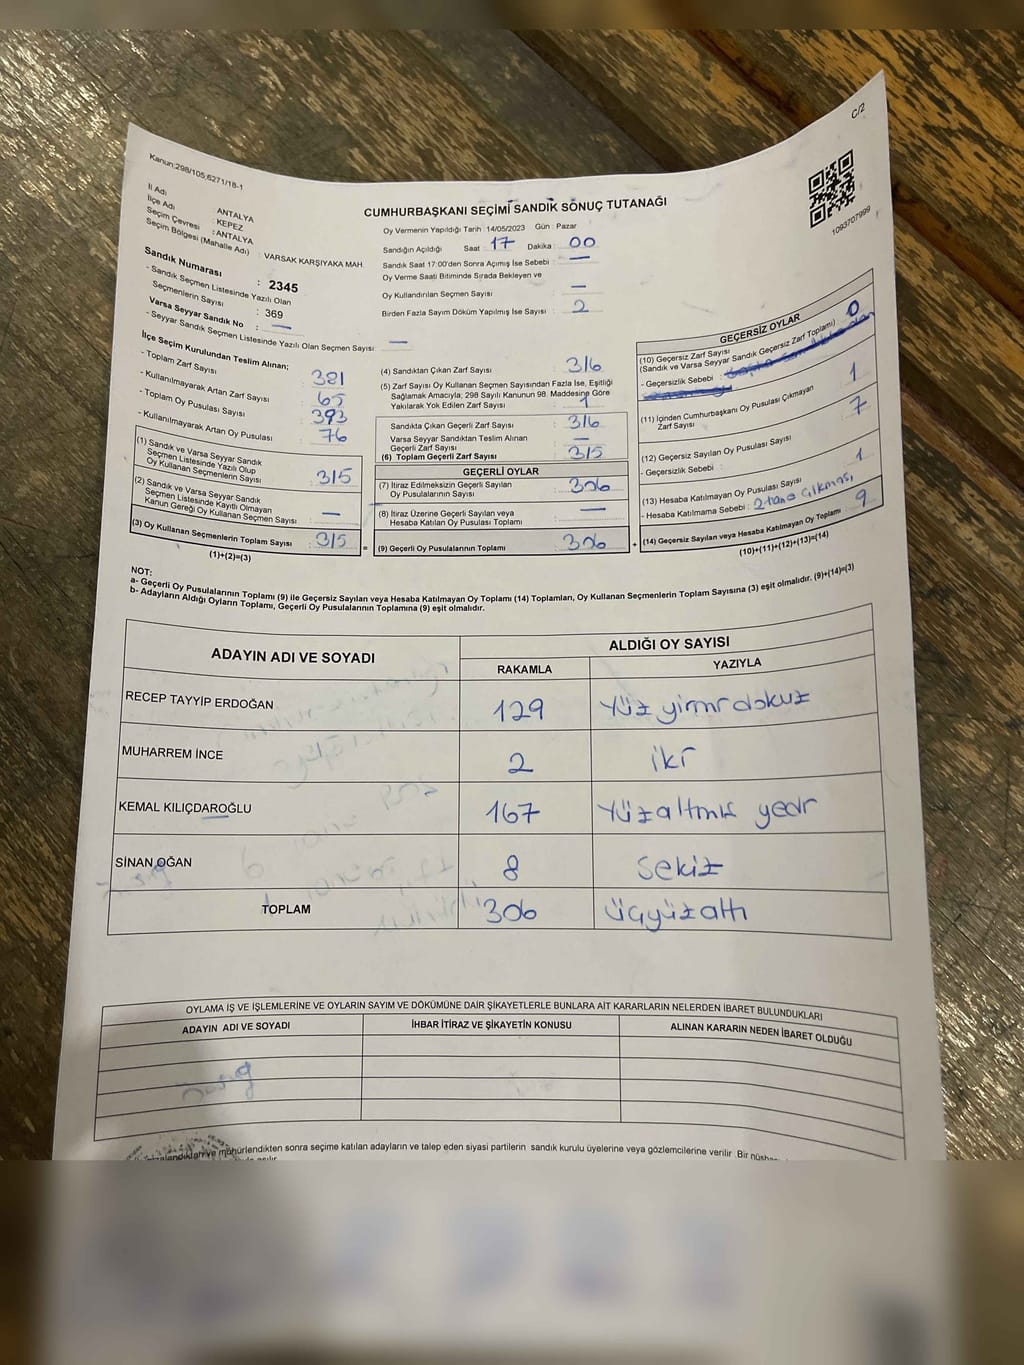 C/2
Kanun:298/105;6271/18-1
İl Adı : ANTALYA
İlçe Adı : KEPEZ
Seçim Çevresi : ANTALYA
Seçim Bölgesi (Mahalle Adı) : VARSAK KARŞIYAKA MAH.
Sandık Numarası : 2345
- Sandık Seçmen Listesinde Yazılı Olan
Seçmenlerin Sayısı : 369
Varsa Seyyar Sandık No : —
- Seyyar Sandık Seçmen Listesinde Yazılı Olan Seçmen Sayısı: —
CUMHURBAŞKANI SEÇİMİ SANDIK SONUÇ TUTANAĞI
Oy Vermenin Yapıldığı Tarih : 14/05/2023 Gün : Pazar
Sandığın Açıldığı Saat : 17 Dakika : 00
Sandık Saat 17:00'den Sonra Açımış İse Sebebi : —
Oy Verme Saati Bitiminde Sırada Bekleyen ve
Oy Kullandırılan Seçmen Sayısı : —
Birden Fazla Sayım Döküm Yapılmış İse Sayısı : 2
1093707999
İlçe Seçim Kurulundan Teslim Alınan;
- Toplam Zarf Sayısı : 381
- Kullanılmayarak Artan Zarf Sayısı : 65
- Toplam Oy Pusulası Sayısı : 393
- Kullanılmayarak Artan Oy Pusulası : 76
(1) Sandık ve Varsa Seyyar Sandık
Seçmen Listesinde Yazılı Olup
Oy Kullanan Seçmenlerin Sayısı : 315
(2) Sandık ve Varsa Seyyar Sandık
Seçmen Listesinde Kayıtlı Olmayan
Kanun Gereği Oy Kullanan Seçmen Sayısı : —
(3) Oy Kullanan Seçmenlerin Toplam Sayısı : 315
(1)+(2)=(3)
(4) Sandıktan Çıkan Zarf Sayısı : 316
(5) Zarf Sayısı Oy Kullanan Seçmen Sayısından Fazla İse, Eşitliği
Sağlamak Amacıyla; 298 Sayılı Kanunun 98. Maddesine Göre
Yakılarak Yok Edilen Zarf Sayısı : 1
Sandıkta Çıkan Geçerli Zarf Sayısı : 316
Varsa Seyyar Sandıktan Teslim Alınan
Geçerli Zarf Sayısı : —
(6) Toplam Geçerli Zarf Sayısı : 315
GEÇERLİ OYLAR
(7) İtiraz Edilmeksizin Geçerli Sayılan
Oy Pusulalarının Sayısı : 306
(8) İtiraz Üzerine Geçerli Sayılan veya
Hesaba Katılan Oy Pusulası Toplamı : —
= (9) Geçerli Oy Pusulalarının Toplamı : 306 +
GEÇERSİZ OYLAR
(10) Geçersiz Zarf Sayısı
(Sandık ve Varsa Seyyar Sandık Geçersiz Zarf Toplamı) : 0
- Geçersizlik Sebebi :
(11) İçinden Cumhurbaşkanı Oy Pusulası Çıkmayan
Zarf Sayısı : 1
(12) Geçersiz Sayılan Oy Pusulası Sayısı : 7
- Geçersizlik Sebebi :
(13) Hesaba Katılmayan Oy Pusulası Sayısı : 1
- Hesaba Katılmama Sebebi : 2 tane çıkması
(14) Geçersiz Sayılan veya Hesaba Katılmayan Oy Toplamı : 9
(10)+(11)+(12)+(13)=(14)
NOT:
a- Geçerli Oy Pusulalarının Toplamı (9) ile Geçersiz Sayılan veya Hesaba Katılmayan Oy Toplamı (14) Toplamları, Oy Kullanan Seçmenlerin Toplam Sayısına (3) eşit olmalıdır. (9)+(14)=(3)
b- Adayların Aldığı Oyların Toplamı, Geçerli Oy Pusulalarının Toplamına (9) eşit olmalıdır.
ADAYIN ADI VE SOYADI ALDIĞI OY SAYISI
RAKAMLA YAZIYLA
RECEP TAYYİP ERDOĞAN 129 Yüz yirmi dokuz
MUHARREM İNCE 2 iki
KEMAL KILIÇDAROĞLU 167 Yüzaltmış yedi
SİNAN OĞAN 8 Sekiz
TOPLAM 306 üçyüzaltı
OYLAMA İŞ VE İŞLEMLERİNE VE OYLARIN SAYIM VE DÖKÜMÜNE DAİR ŞİKAYETLERLE BUNLARA AİT KARARLARIN NELERDEN İBARET BULUNDUKLARI
ADAYIN ADI VE SOYADI İHBAR İTİRAZ VE ŞİKAYETİN KONUSU ALINAN KARARIN NEDEN İBARET OLDUĞU
mühürlendikten sonra seçime katılan adayların ve talep eden siyasi partilerin sandık kurulu üyelerine veya gözlemcilerine verilir. Bir